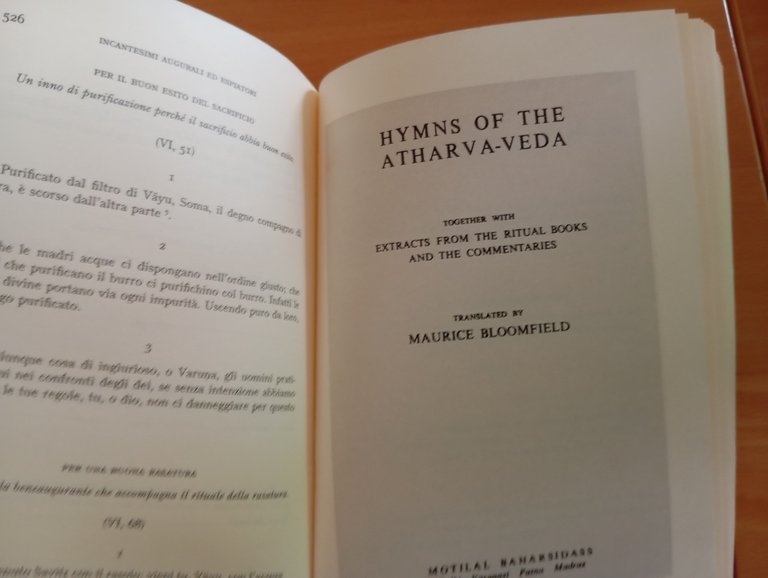 526
INCANTESIMI AUGURALI ED ESPIATORI
PER IL BUON ESITO DEL SACRIFICIO
Un inno di purificazione perché il sacrificio abbia buon esito.
(VI, 51)
1
Purificato dal filtro di Vāyu, Soma, il degno compagno di
è scorso dall'altra parte ⁵.
2
le madri acque ci dispongano nell'ordine giusto; che
che purificano il burro ci purifichino col burro. Infatti le
divine portano via ogni impurità. Uscendo puro da loro,
purificato.
3
cosa di ingiurioso, o Varuṇa, gli uomini
nei confronti degli dei, se senza intenzione abbiamo
le tue regole, tu, o dio, non ci danneggiare per questo
PER UNA BUONA RASATURA
beneaugurante che accompagna il rituale della rasatura.
(VI, 68)
1
HYMNS OF THE
ATHARVA-VEDA
TOGETHER WITH
EXTRACTS FROM THE RITUAL BOOKS
AND THE COMMENTARIES
TRANSLATED BY
MAURICE BLOOMFIELD
MOTILAL BANARSIDASS
Patna Madras